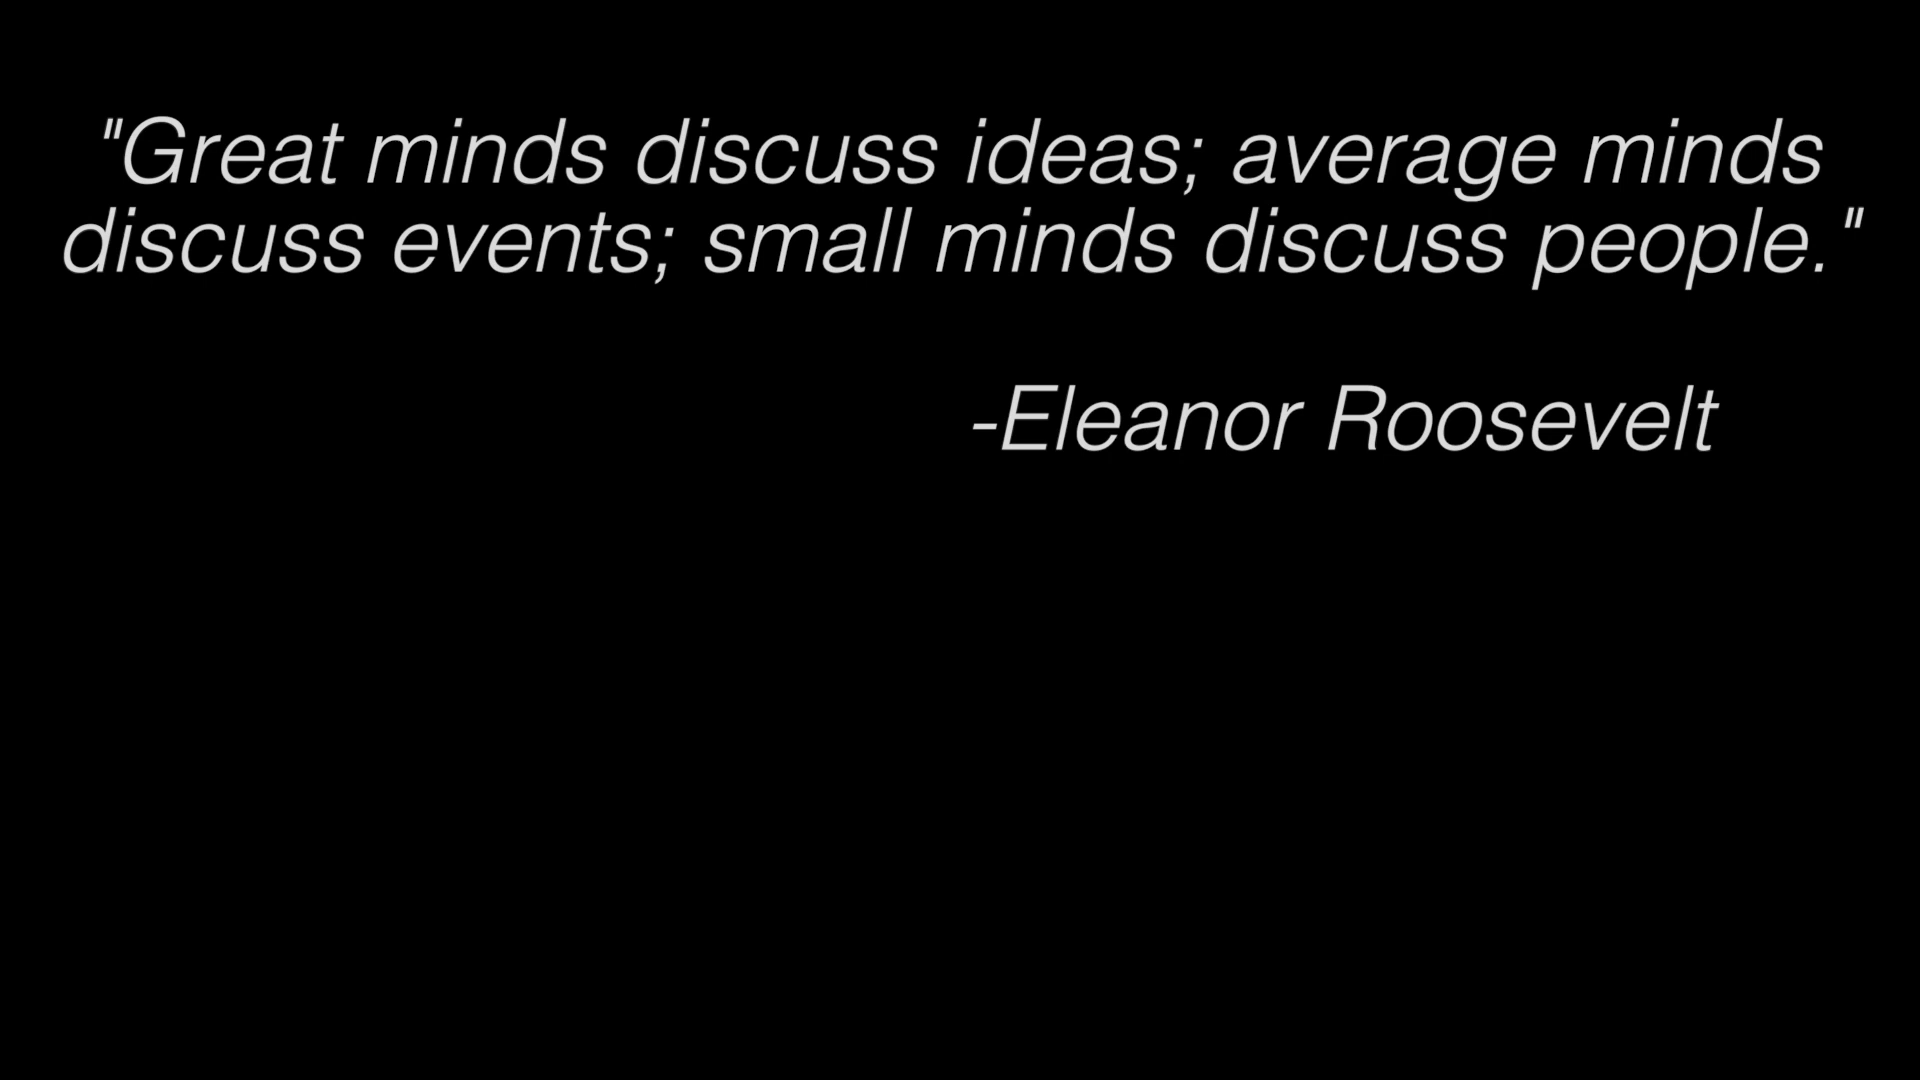 "Great minds discuss ideas; average minds
discuss events; small minds discuss people."
-Eleanor Roosevelt